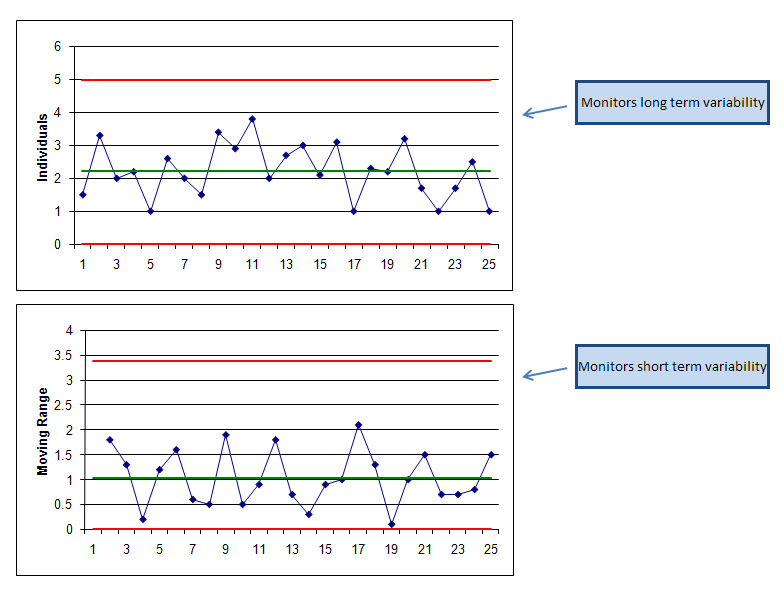 6
5
4
3
2
1
0
Individuals
1 3 5 7 9 11 13 15 17 19 21 23 25
Monitors long term variability
4
3.5
3
2.5
2
1.5
1
0.5
0
Moving Range
1 3 5 7 9 11 13 15 17 19 21 23 25
Monitors short term variability